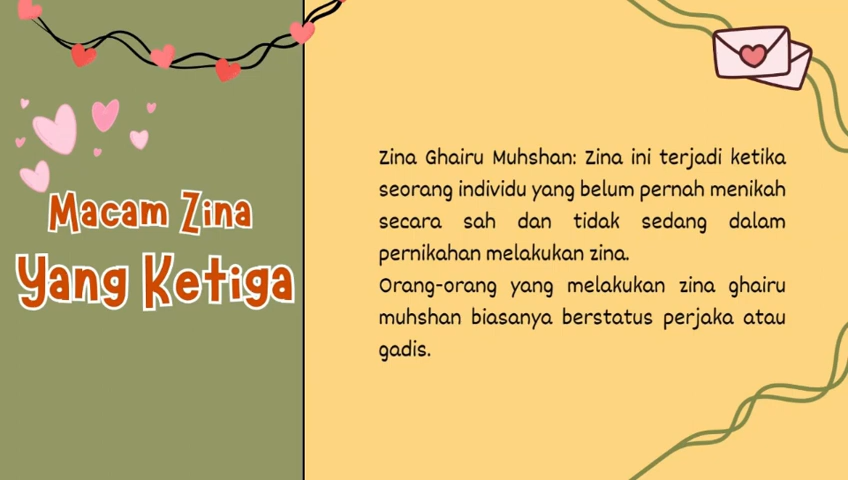 Macam Zina
Yang Ketiga
Zina Ghairu Muhshan: Zina ini terjadi ketika
seorang individu yang belum pernah menikah
secara sah dan tidak sedang dalam
pernikahan melakukan zina.
Orang-orang yang melakukan zina ghairu
muhshan biasanya berstatus perjaka atau
gadis.